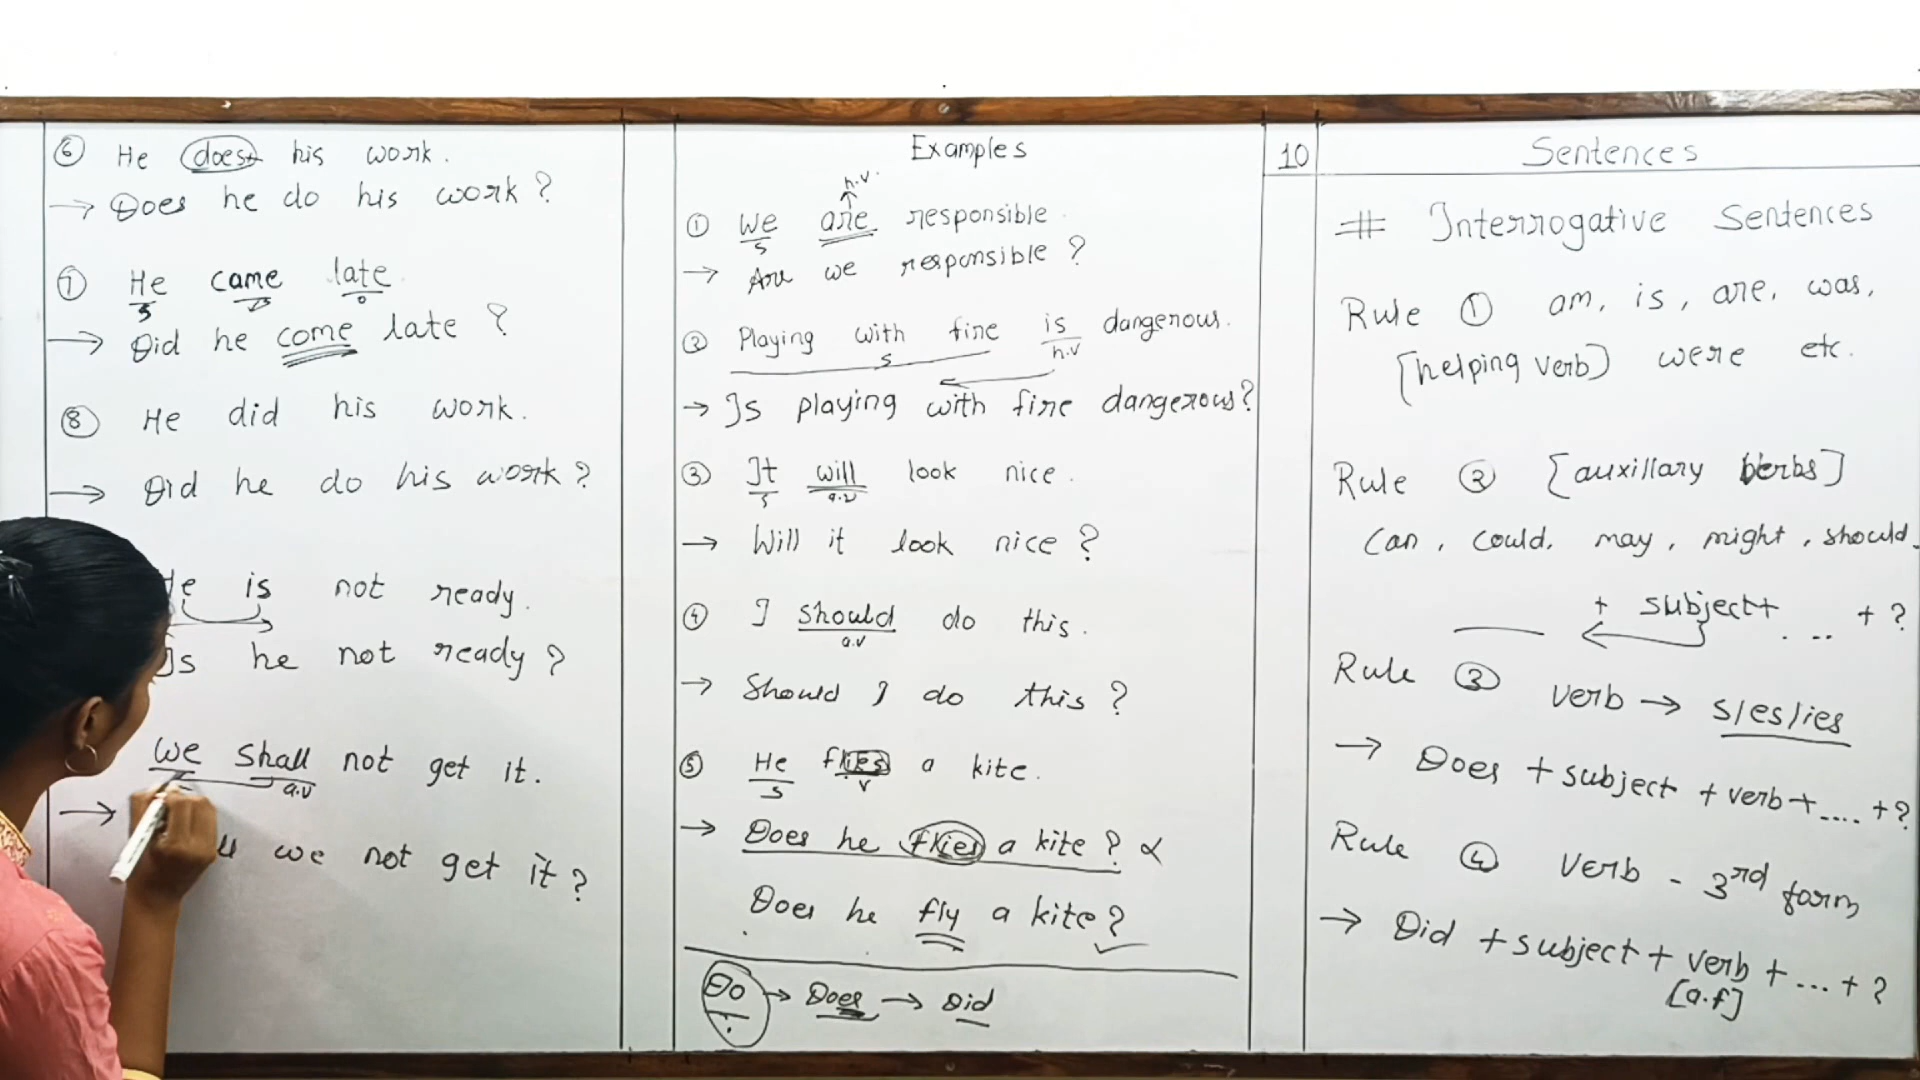 ⑥ He does his work.
→ Does he do his work?
⑦ He came late.
s v o
→ Did he come late?
⑧ He did his work.
→ Did he do his work?
He is not ready.
Is he not ready?
We shall not get it.
a.v
→
we not get it?
Examples
h.v.
① We are responsible.
s
→ Are we responsible?
② Playing with fire is dangerous.
s h.v
→ Is playing with fire dangerous?
③ It will look nice.
s a.v
→ Will it look nice?
④ I should do this.
a.v
→ Should I do this?
⑤ He flies a kite.
s v
→ Does he flies a kite?
Does he fly a kite? ✓
Do → Does → Did
10 Sentences
# Interrogative Sentences
Rule ① am, is, are, was,
[helping verb] were etc.
Rule ② [auxillary verbs]
Can, could, may, might, should
+ subject+ .... + ?
Rule ③ verb → s/es/ies
→ Does + subject + verb + .... + ?
Rule ④ verb - 3rd form
→ Did + subject + verb + ... + ?
[a.f]